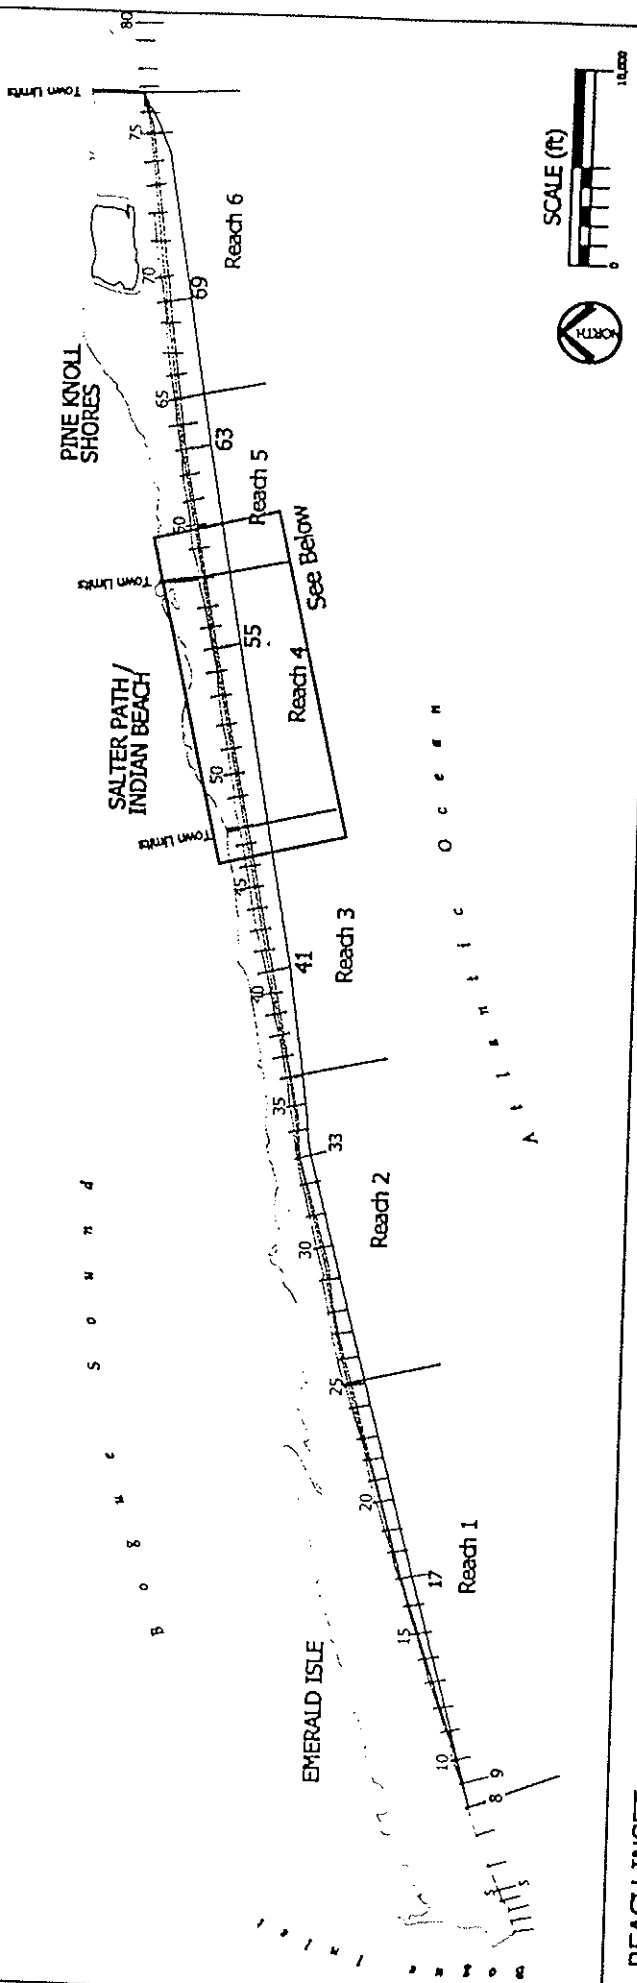 80
Town Limits
75
Reach 6
70
69
PINE KNOLL
SHORES
65
63
Reach 5
60
See Below
Town Limits
55
Reach 4
SALTER PATH /
INDIAN BEACH
50
Town Limits
45
41
Reach 3
40
35
33
Reach 2
30
25
20
17
Reach 1
15
10
9
8
5
EMERALD ISLE
Bogue Sound
Atlantic Ocean
Bogue Inlet
SCALE (ft)
0
10,000
NORTH